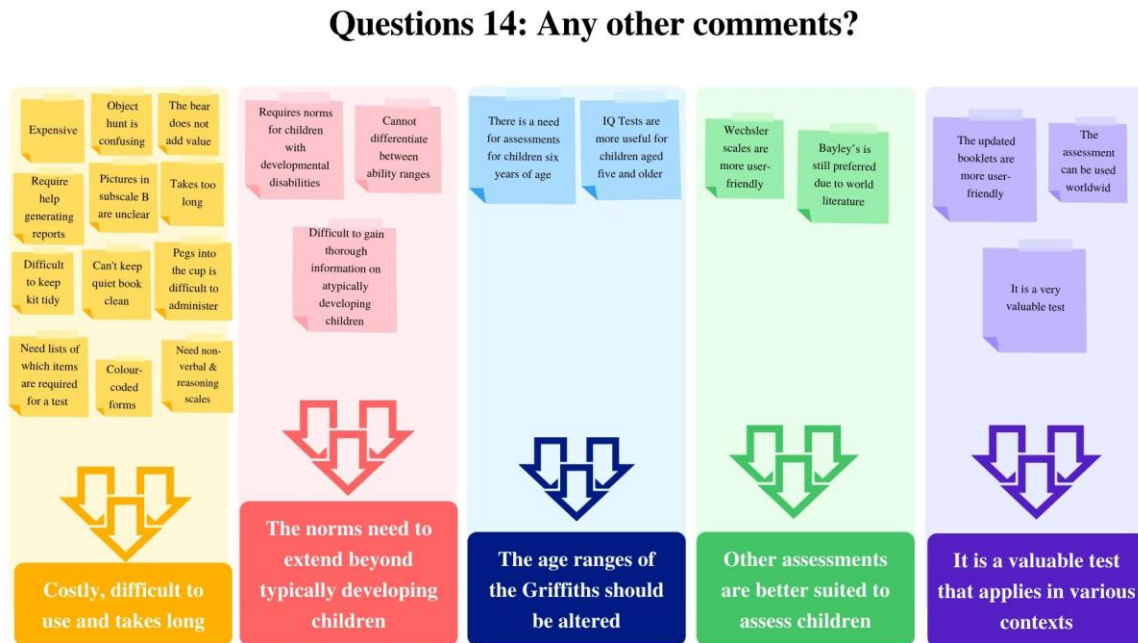 Questions 14: Any other comments?
Expensive
Object
hunt is
confusing
The bear
does not
add value
Require
help
generating
reports
Pictures in
subscale B
are unclear
Takes too
long
Difficult
to keep
kit tidy
Can't keep
quiet book
clean
Pegs into
the cup is
difficult to
administer
Need lists of
which items
are required
for a test
Colour-
coded
forms
Need non-
verbal &
reasoning
scales
Costly, difficult to
use and takes long
Requires norms
for children
with
developmental
disabilities
Cannot
differentiate
between
ability ranges
Difficult to gain
thorough
information on
atypically
developing
children
The norms need to
extend beyond
typically developing
children
There is a need
for assessments
for children six
years of age
IQ Tests are
more useful for
children aged
five and older
The age ranges of
the Griffiths should
be altered
Wechsler
scales are
more user-
friendly
Bayley's is
still preferred
due to world
literature
Other assessments
are better suited to
assess children
The updated
booklets are
more user-
friendly
The
assessment
can be used
worldwid
It is a very
valuable test
It is a valuable test
that applies in various
contexts